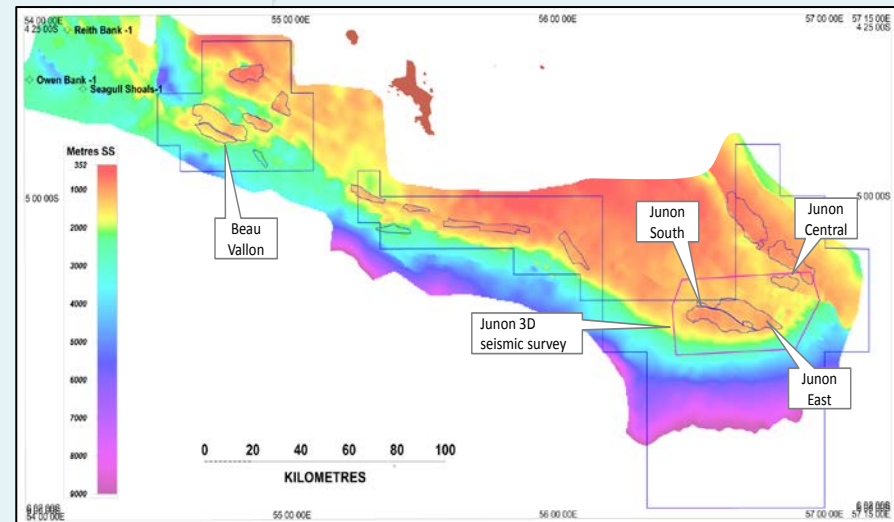 54 00 00E
55 00 00E
56 00 00E
57 00 00E
57 15 00E
4 25 00S
4 25 00S
Reith Bank -1
Owen Bank -1
Seagull Shoals-1
Metres SS
352
1000
2000
3000
4000
5000
6000
7000
9000
5 00 00S
5 00 00S
Beau
Vallon
Junon
South
Junon
Central
Junon 3D
seismic survey
Junon
East
0 20 40 60 80 100
KILOMETRES
54 00 00E
55 00 00E
56 00 00E
57 00 00E
57 15 00E